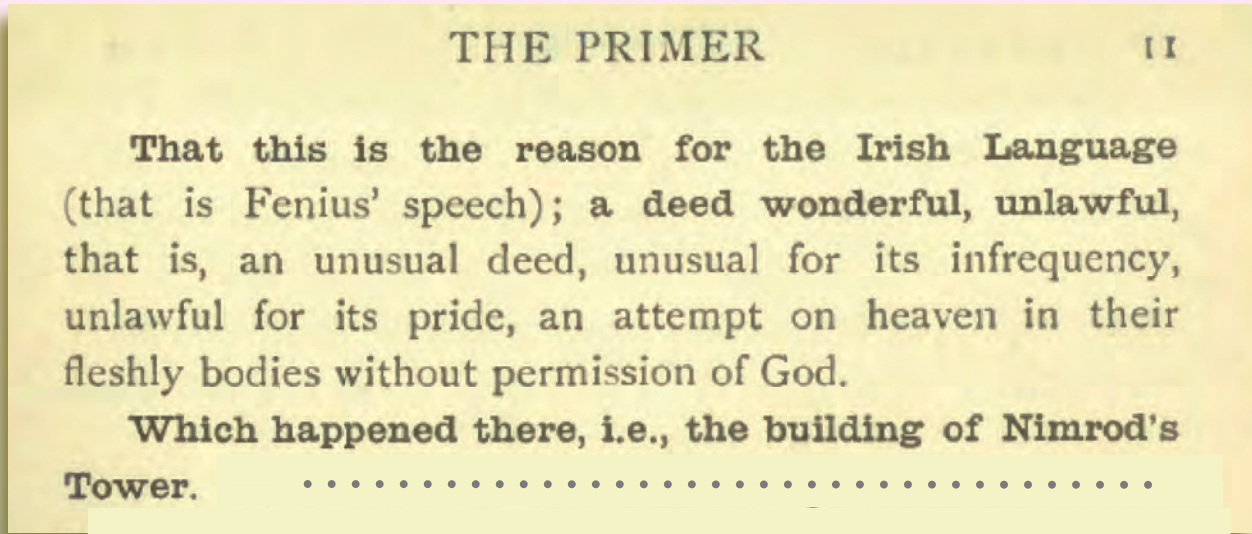 THE PRIMER 11
That this is the reason for the Irish Language
(that is Fenius' speech); a deed wonderful, unlawful,
that is, an unusual deed, unusual for its infrequency,
unlawful for its pride, an attempt on heaven in their
fleshly bodies without permission of God.
Which happened there, i.e., the building of Nimrod's
Tower. . . . . . . . . . . . . . . . . . . . . . . . . . . . . . . . . . . . .